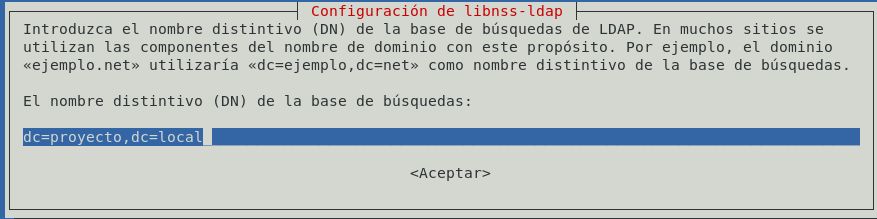 Configuración de libnss-ldap
Introduzca el nombre distintivo (DN) de la base de búsquedas de LDAP. En muchos sitios se
utilizan las componentes del nombre de dominio con este propósito. Por ejemplo, el dominio
«ejemplo.net» utilizaría «dc=ejemplo,dc=net» como nombre distintivo de la base de búsquedas.
El nombre distintivo (DN) de la base de búsquedas:
dc=proyecto,dc=local
<Aceptar>